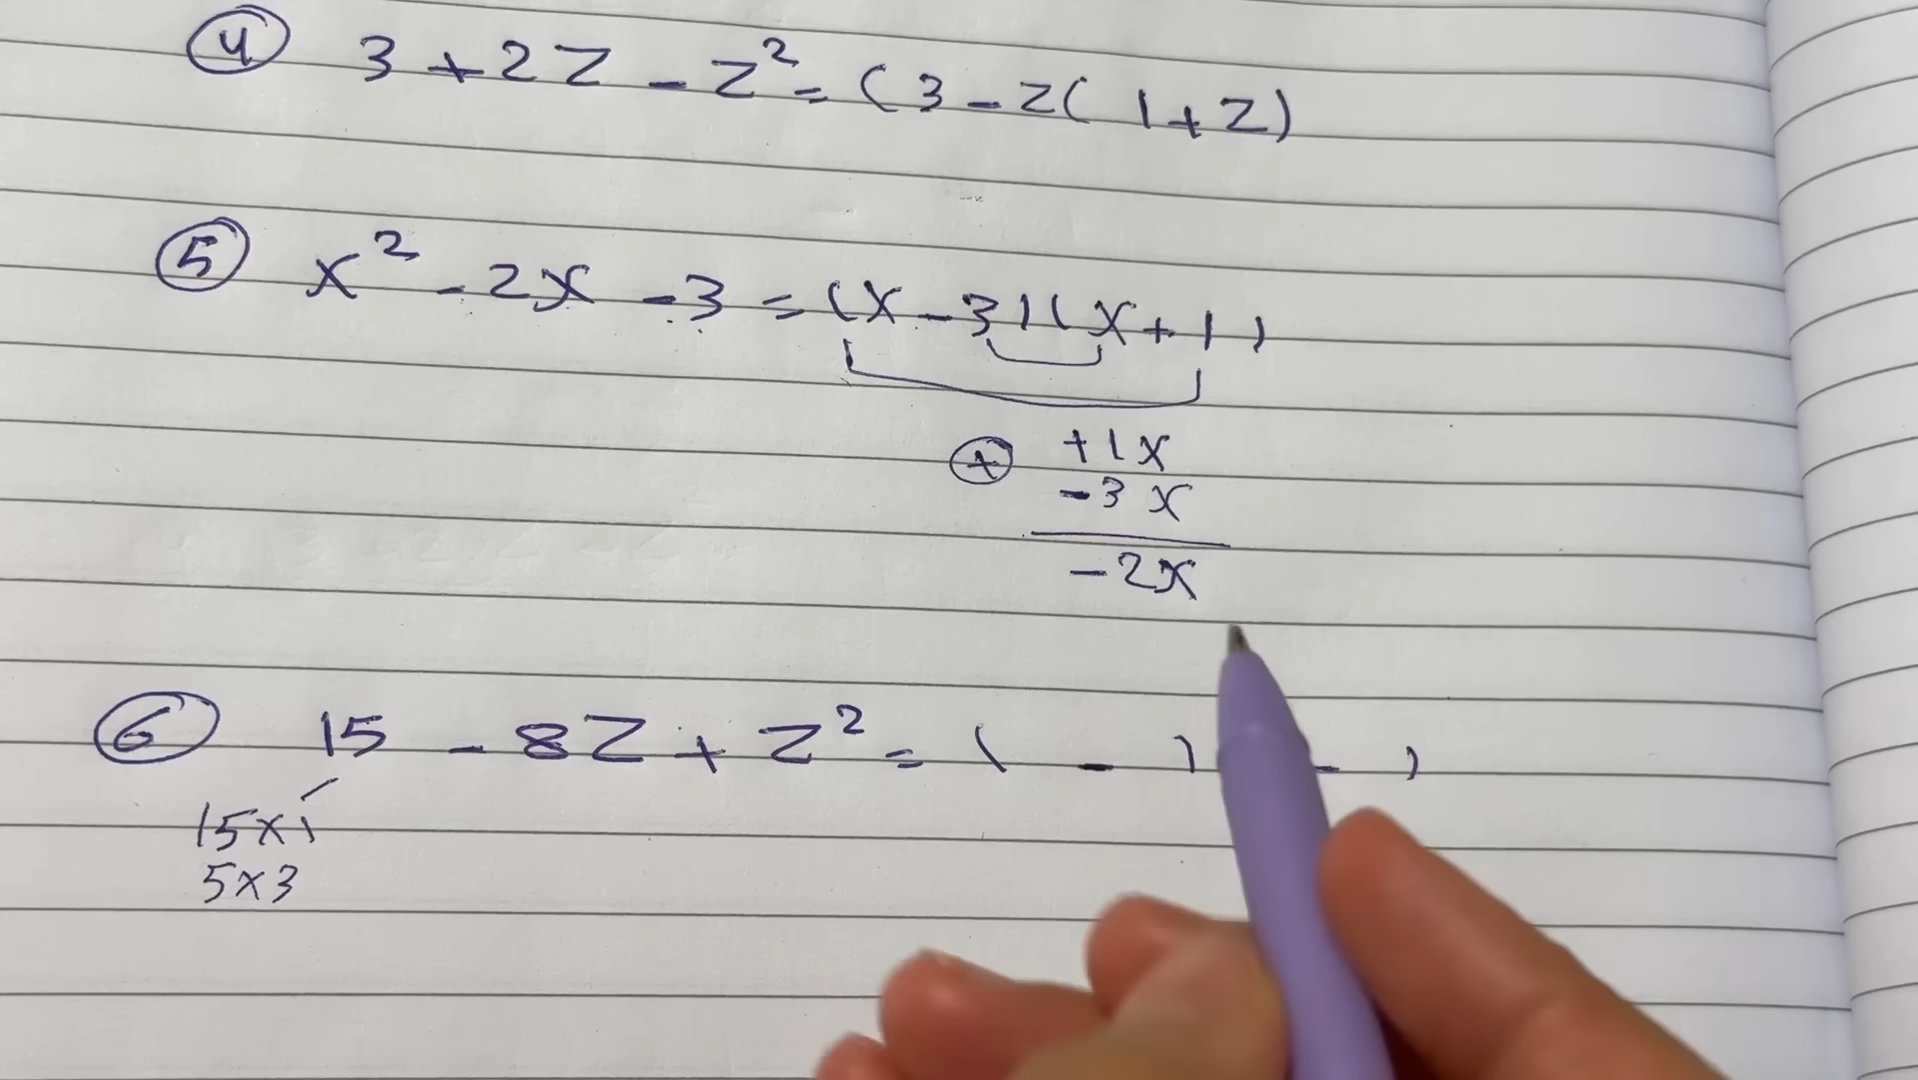 ④ 3 + 2Z - Z² = (3 - Z( 1 + Z)
⑤ x² - 2x - 3 = (x - 3)(x + 1)
⊕ +1x
-3x
-2x
⑥ 15 - 8Z + Z² = ( - ) - )
15×1
5×3